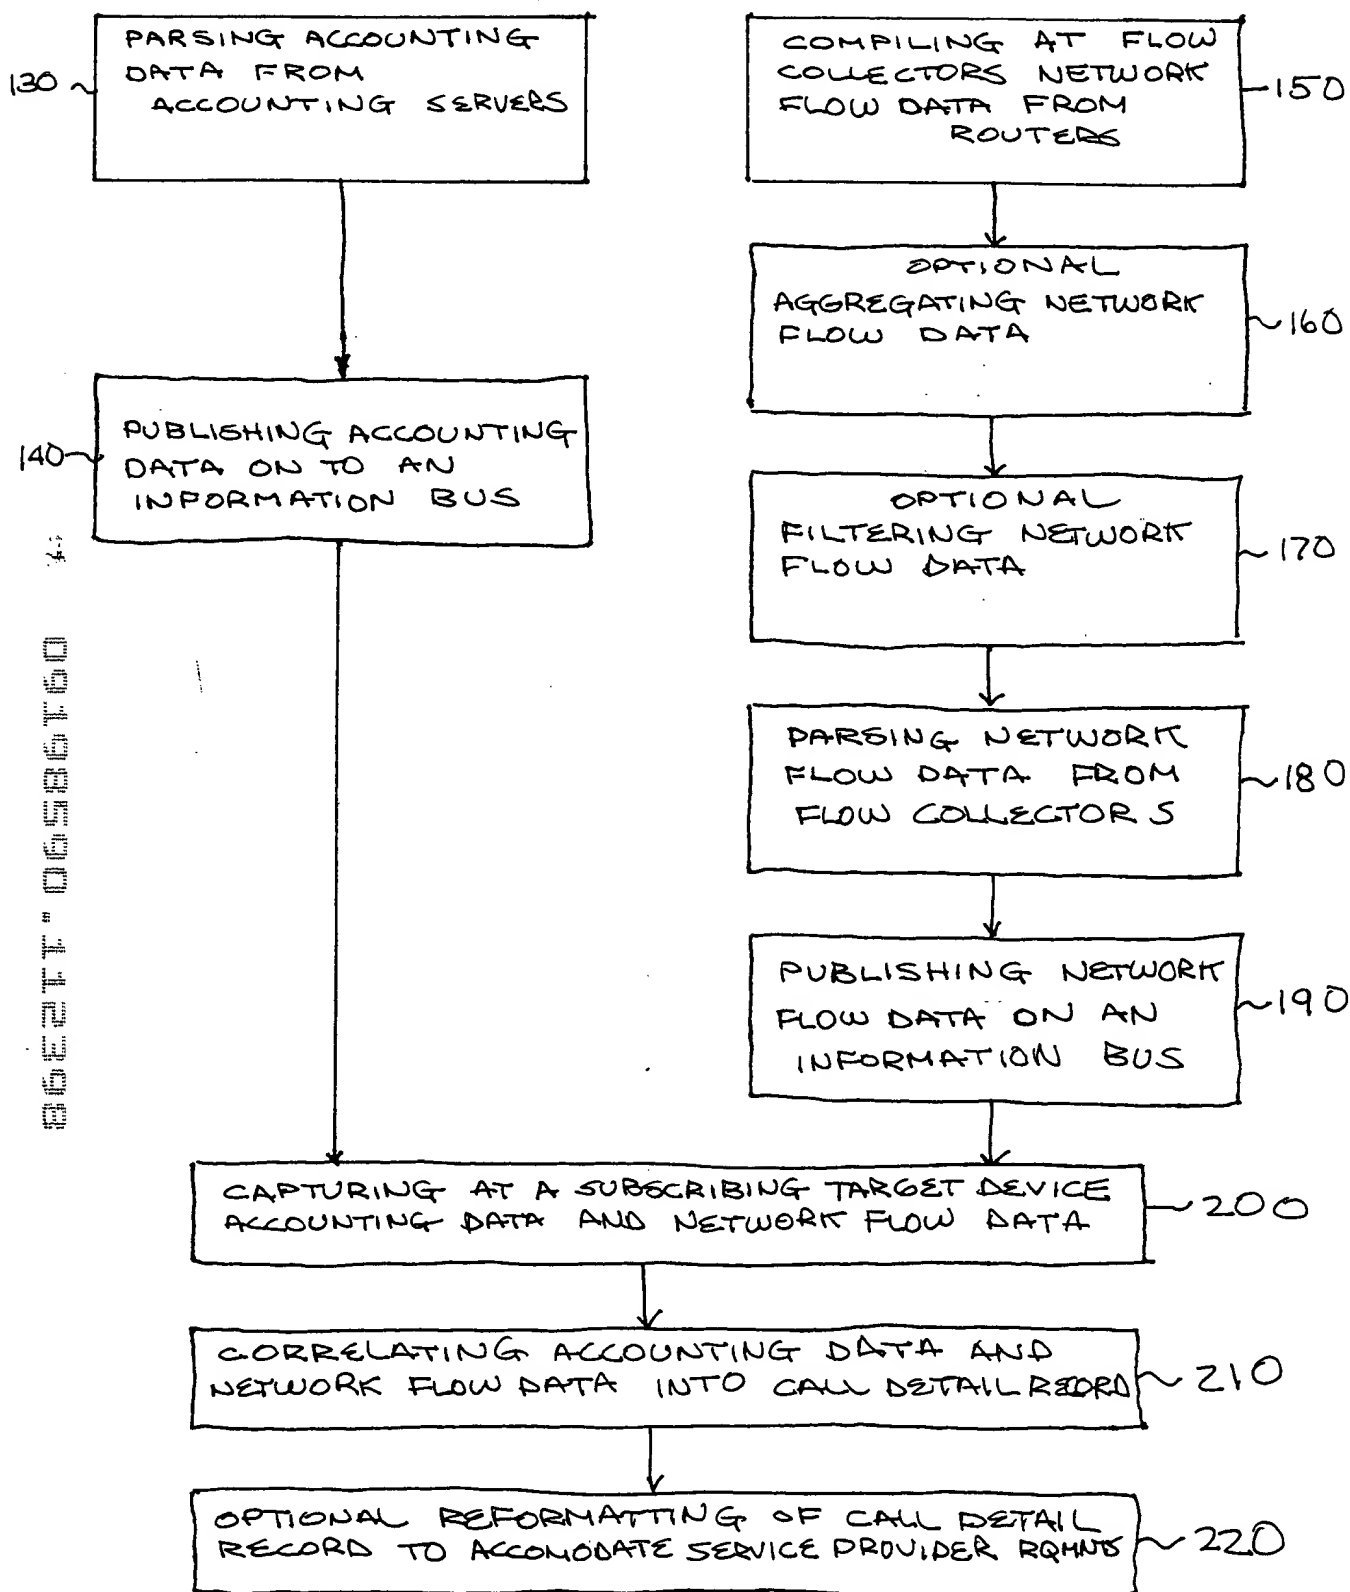 PARSING ACCOUNTING
DATA FROM
ACCOUNTING SERVERS
130
PUBLISHING ACCOUNTING
DATA ON TO AN
INFORMATION BUS
140
COMPILING AT FLOW
COLLECTORS NETWORK
FLOW DATA FROM
ROUTERS
150
OPTIONAL
AGGREGATING NETWORK
FLOW DATA
160
OPTIONAL
FILTERING NETWORK
FLOW DATA
170
PARSING NETWORK
FLOW DATA FROM
FLOW COLLECTORS
180
PUBLISHING NETWORK
FLOW DATA ON AN
INFORMATION BUS
190
CAPTURING AT A SUBSCRIBING TARGET DEVICE
ACCOUNTING DATA AND NETWORK FLOW DATA
200
CORRELATING ACCOUNTING DATA AND
NETWORK FLOW DATA INTO CALL DETAIL RECORD
210
OPTIONAL REFORMATTING OF CALL DETAIL
RECORD TO ACCOMODATE SERVICE PROVIDER RQMNTS
220
09198590.112398